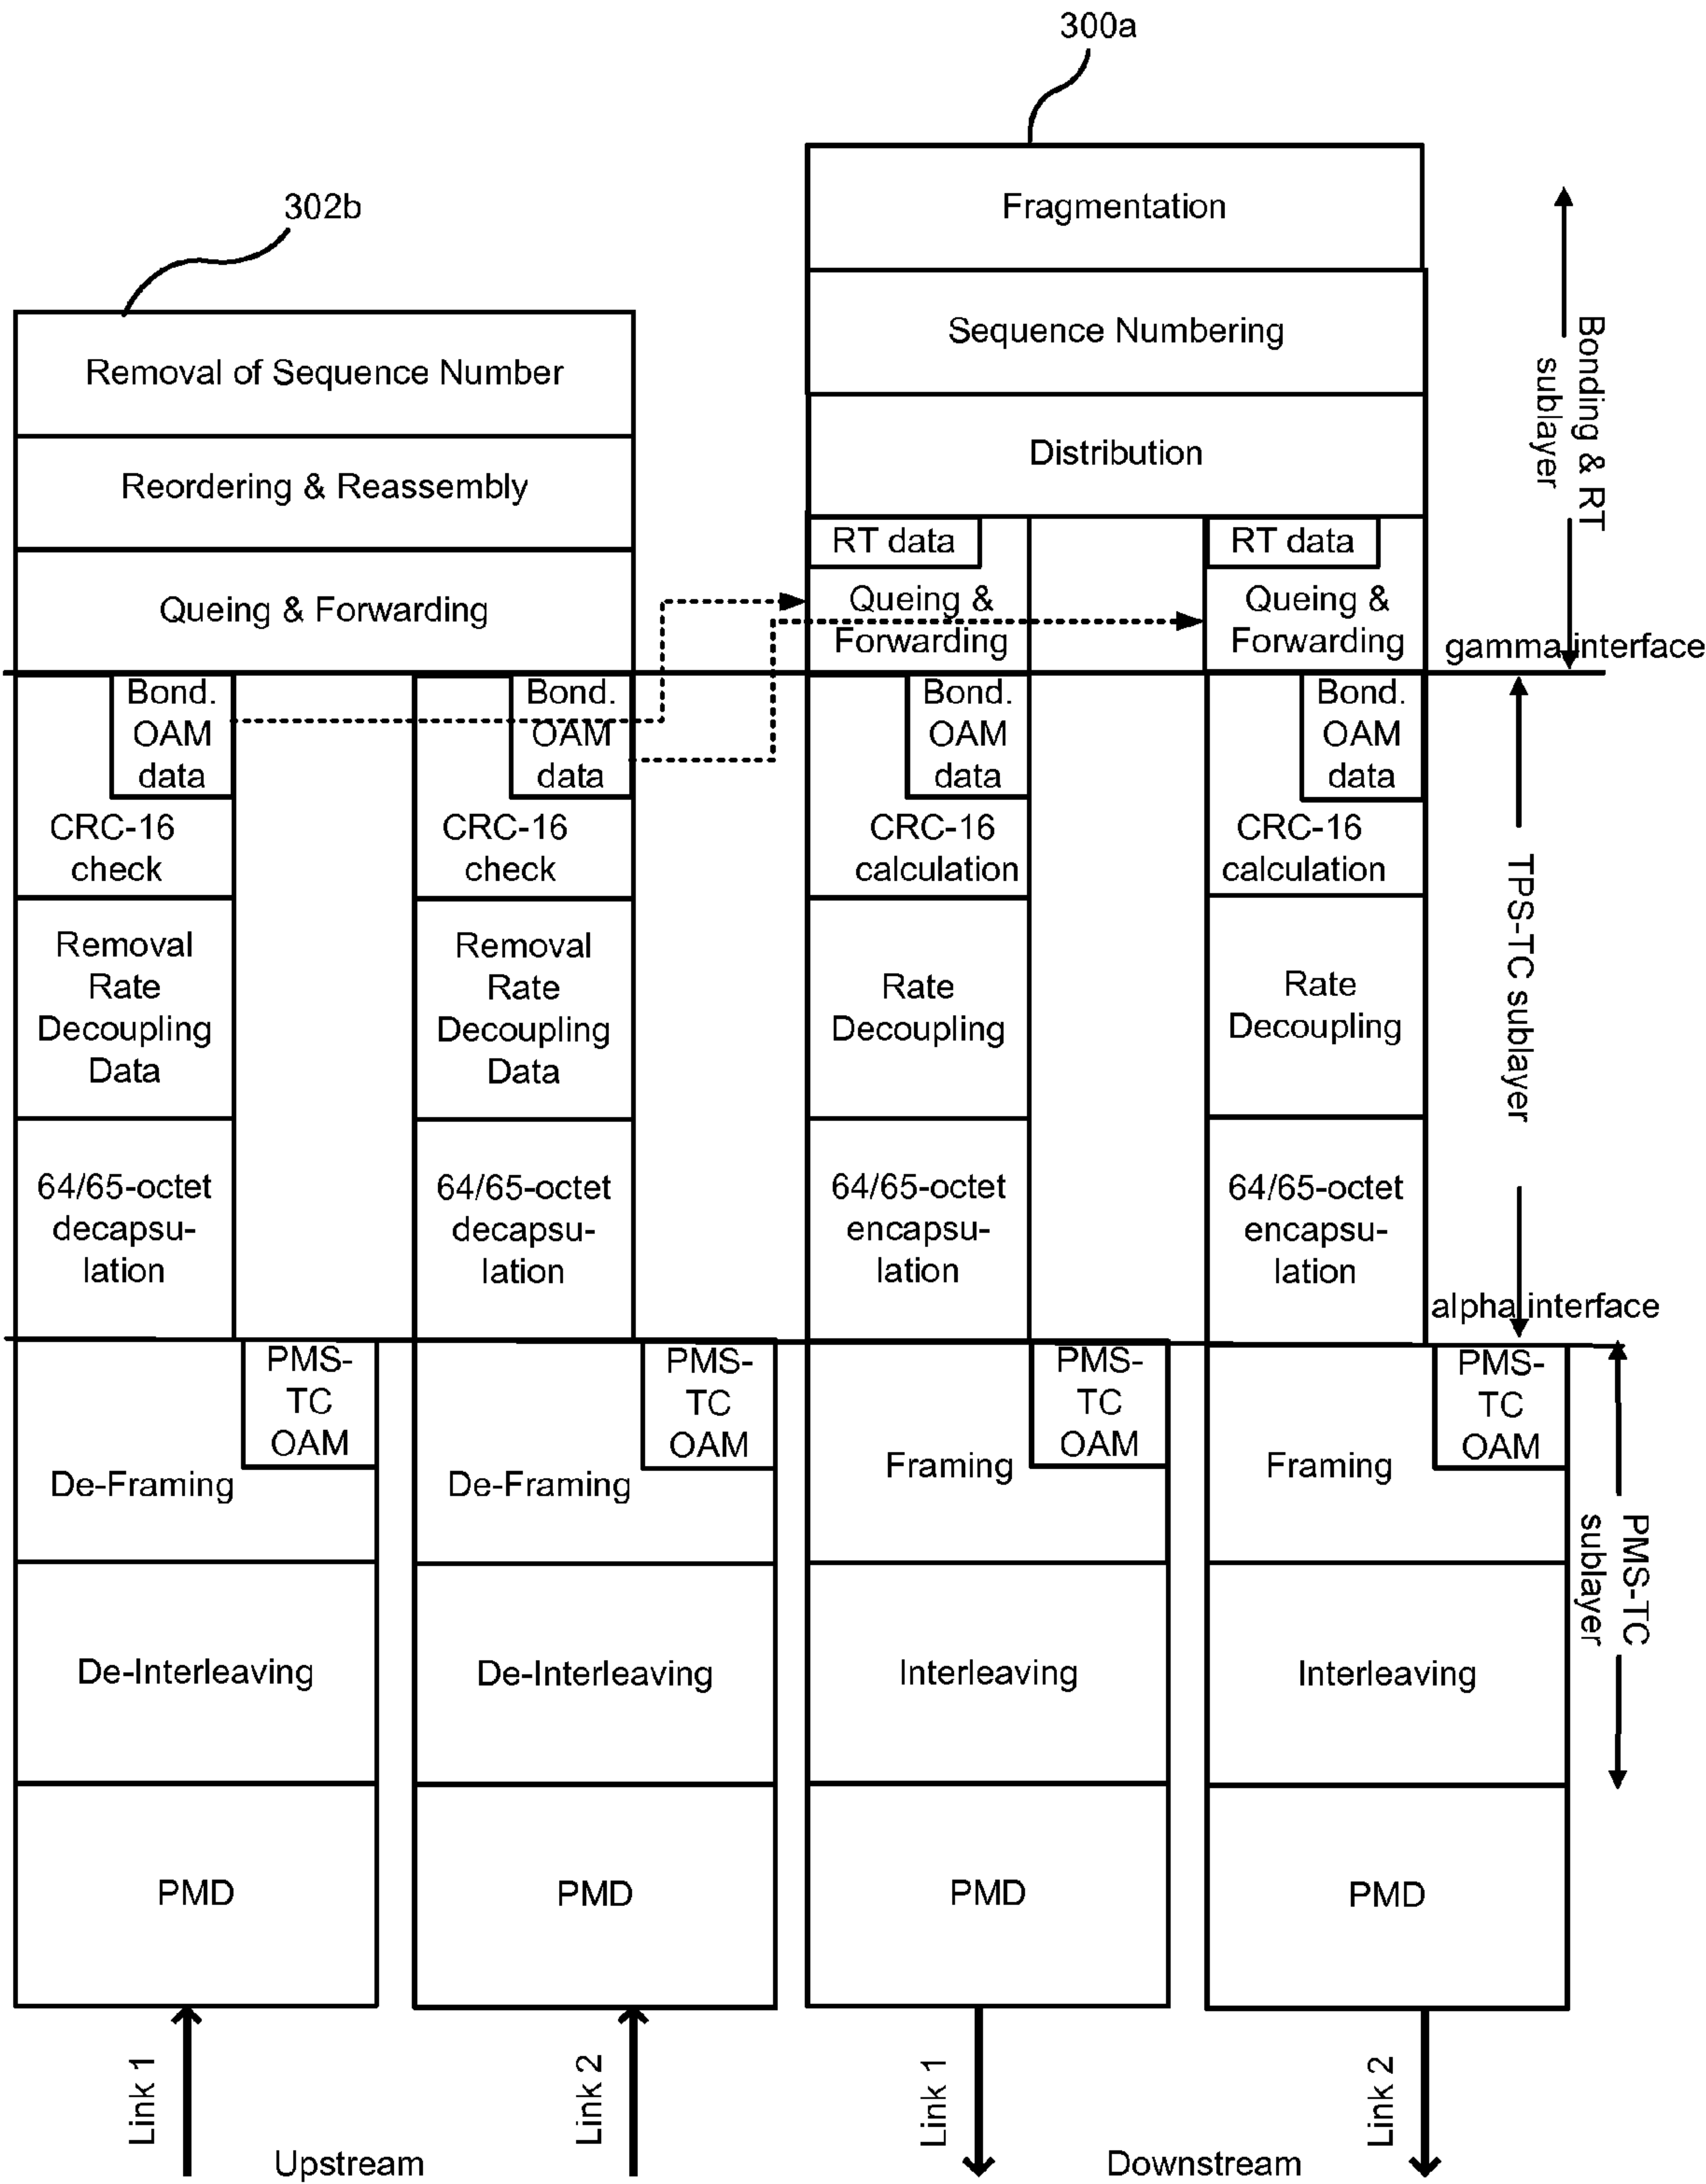 300a
302b
Fragmentation
Sequence Numbering
Distribution
Removal of Sequence Number
Reordering & Reassembly
Queing & Forwarding
RT data
Queing &
Forwarding
RT data
Queing &
Forwarding
Bonding & RT
sublayer
gamma interface
Bond.
OAM
data
CRC-16
check
Bond.
OAM
data
CRC-16
check
Bond.
OAM
data
CRC-16
calculation
Bond.
OAM
data
CRC-16
calculation
Removal
Rate
Decoupling
Data
Removal
Rate
Decoupling
Data
Rate
Decoupling
Rate
Decoupling
TPS-TC sublayer
64/65-octet
decapsu-
lation
64/65-octet
decapsu-
lation
64/65-octet
encapsu-
lation
64/65-octet
encapsu-
lation
alpha interface
PMS-
TC
OAM
De-Framing
PMS-
TC
OAM
De-Framing
PMS-
TC
OAM
Framing
PMS-
TC
OAM
Framing
PMS-TC
sublayer
De-Interleaving
De-Interleaving
Interleaving
Interleaving
PMD
PMD
PMD
PMD
Link 1
Link 2
Link 1
Link 2
Upstream
Downstream